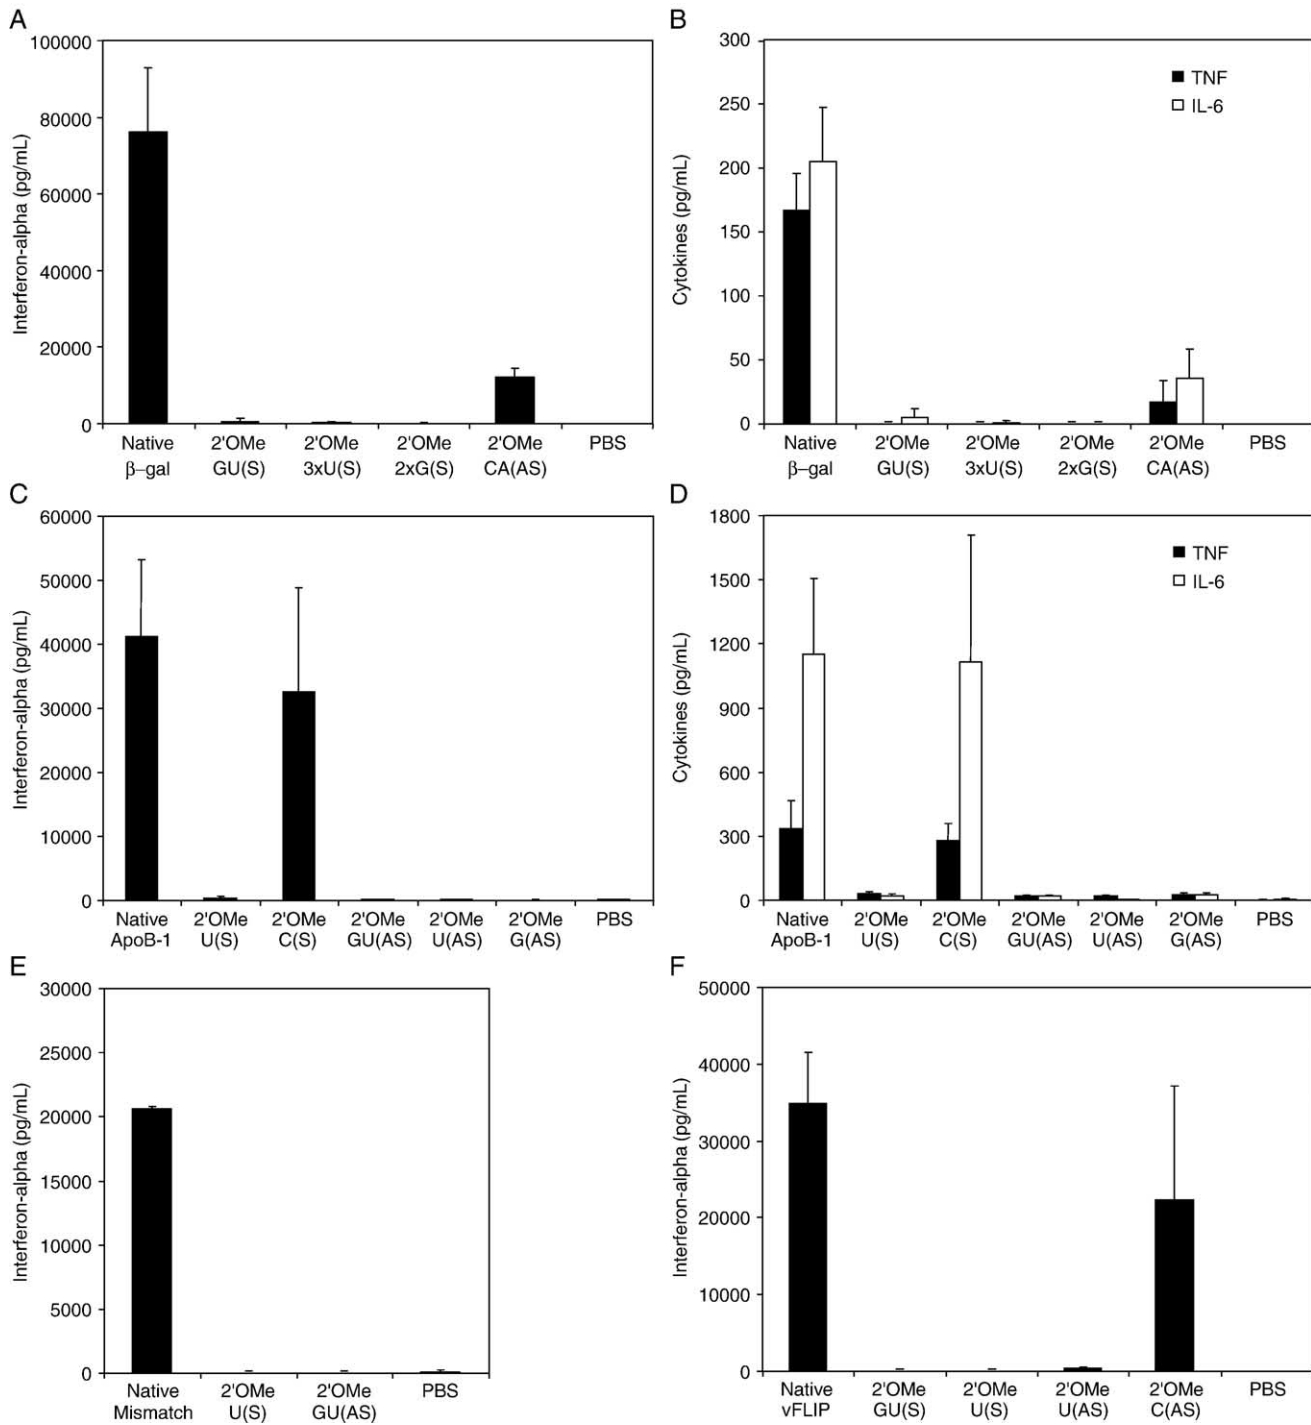 A
Interferon-alpha (pg/mL)
100000
80000
60000
40000
20000
0
Native 2'OMe 2'OMe 2'OMe 2'OMe PBS
β–gal GU(S) 3xU(S) 2xG(S) CA(AS)
B
Cytokines (pg/mL)
300
250
200
150
100
50
0
TNF
IL-6
Native 2'OMe 2'OMe 2'OMe 2'OMe PBS
β–gal GU(S) 3xU(S) 2xG(S) CA(AS)
C
Interferon-alpha (pg/mL)
60000
50000
40000
30000
20000
10000
0
Native 2'OMe 2'OMe 2'OMe 2'OMe 2'OMe PBS
ApoB-1 U(S) C(S) GU(AS) U(AS) G(AS)
D
Cytokines (pg/mL)
1800
1500
1200
900
600
300
0
TNF
IL-6
Native 2'OMe 2'OMe 2'OMe 2'OMe 2'OMe PBS
ApoB-1 U(S) C(S) GU(AS) U(AS) G(AS)
E
Interferon-alpha (pg/mL)
30000
25000
20000
15000
10000
5000
0
Native 2'OMe 2'OMe PBS
Mismatch U(S) GU(AS)
F
Interferon-alpha (pg/mL)
50000
40000
30000
20000
10000
0
Native 2'OMe 2'OMe 2'OMe 2'OMe PBS
vFLIP GU(S) U(S) U(AS) C(AS)